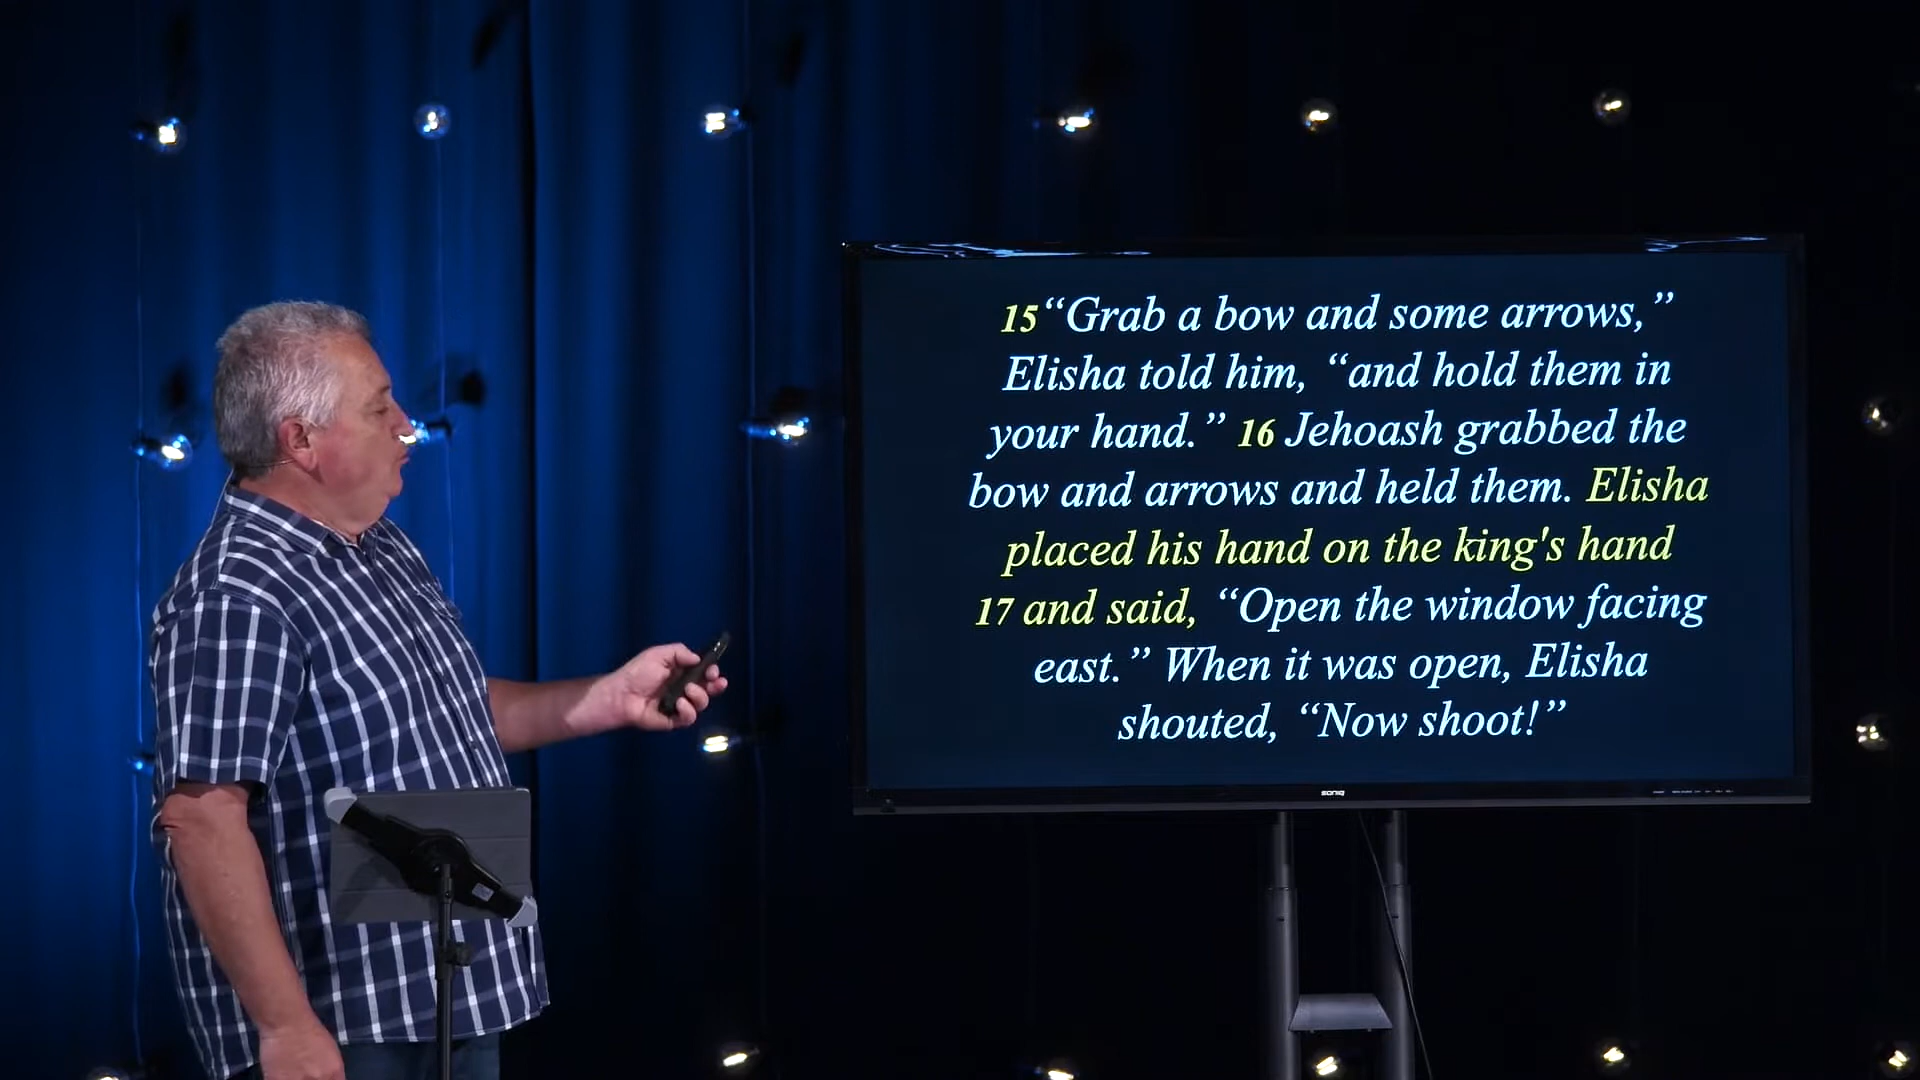 15“Grab a bow and some arrows,”
Elisha told him, “and hold them in
your hand.” 16 Jehoash grabbed the
bow and arrows and held them. Elisha
placed his hand on the king's hand
17 and said, “Open the window facing
east.” When it was open, Elisha
shouted, “Now shoot!”
soniq